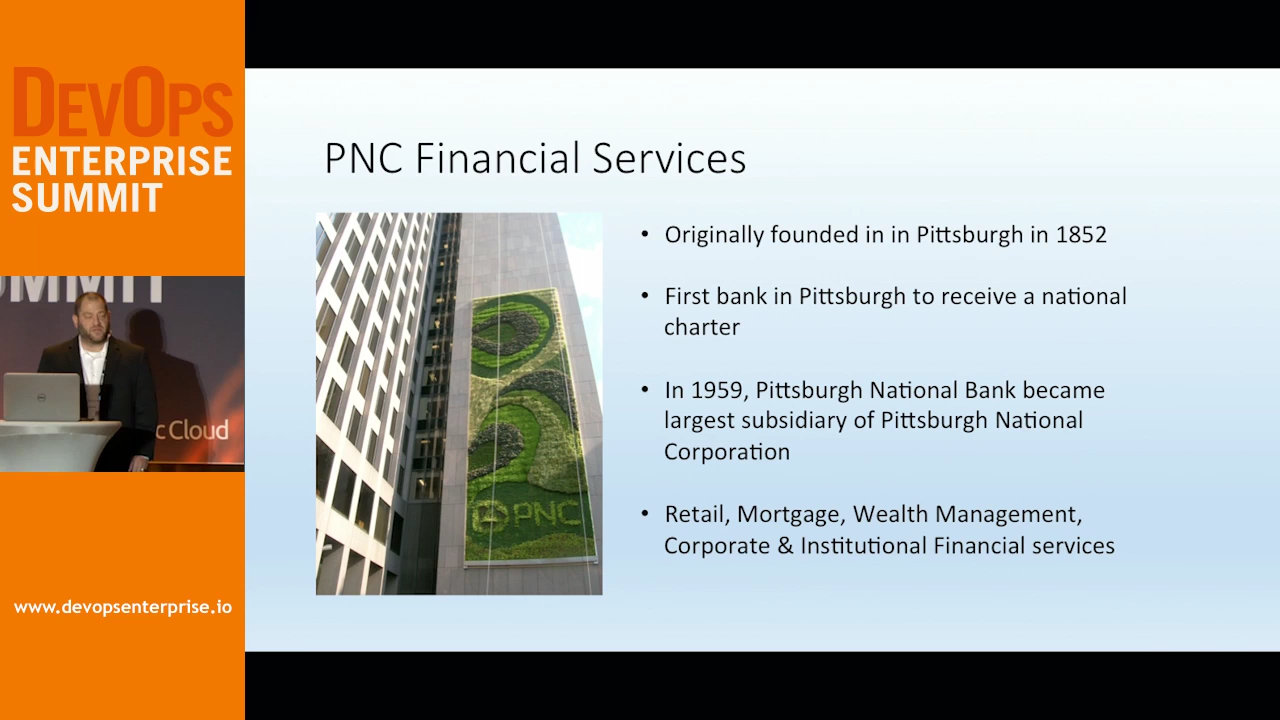 DEVOPS
ENTERPRISE
SUMMIT
c Cloud
www.devopsenterprise.io
PNC Financial Services
PNC
• Originally founded in in Pittsburgh in 1852
• First bank in Pittsburgh to receive a national
charter
• In 1959, Pittsburgh National Bank became
largest subsidiary of Pittsburgh National
Corporation
• Retail, Mortgage, Wealth Management,
Corporate & Institutional Financial services